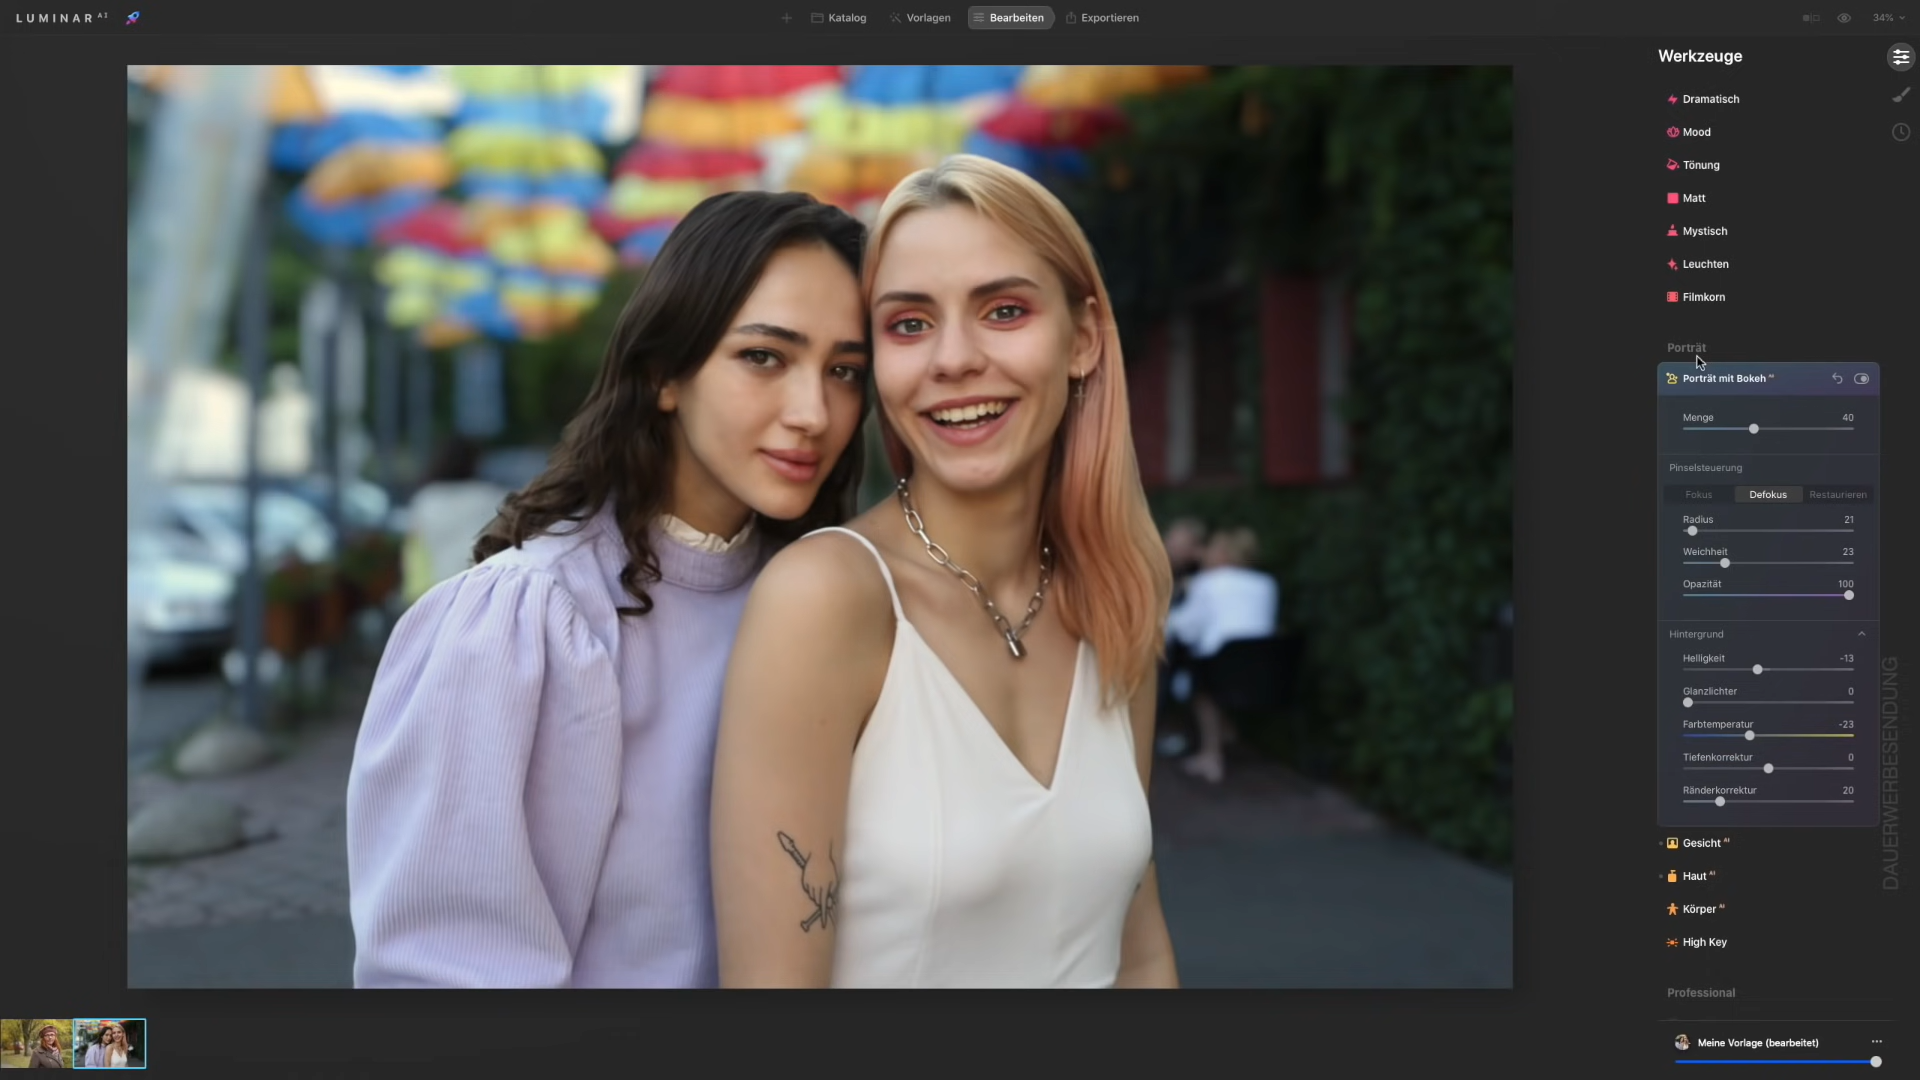 LUMINAR AI
Katalog
Vorlagen
Bearbeiten
Exportieren
34%
Werkzeuge
Dramatisch
Mood
Tönung
Matt
Mystisch
Leuchten
Filmkorn
Porträt
Porträt mit Bokeh AI
Menge 40
Pinselsteuerung
Fokus Defokus Restaurieren
Radius 21
Weichheit 23
Opazität 100
Hintergrund
Helligkeit -13
Glanzlichter 0
Farbtemperatur -23
Tiefenkorrektur 0
Ränderkorrektur 20
DAUERWERBESENDUNG
Gesicht AI
Haut AI
Körper AI
High Key
Professional
Meine Vorlage (bearbeitet)